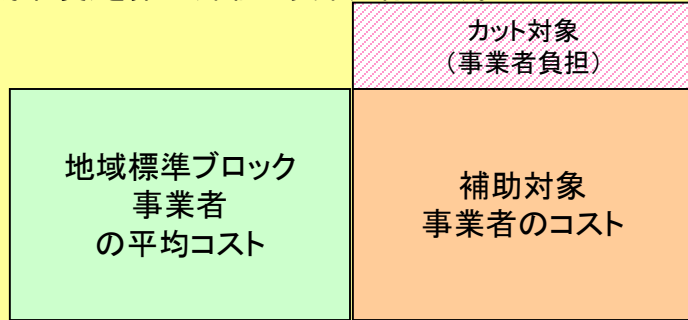 カット対象
（事業者負担）
地域標準ブロック
事業者
の平均コスト
補助対象
事業者のコスト